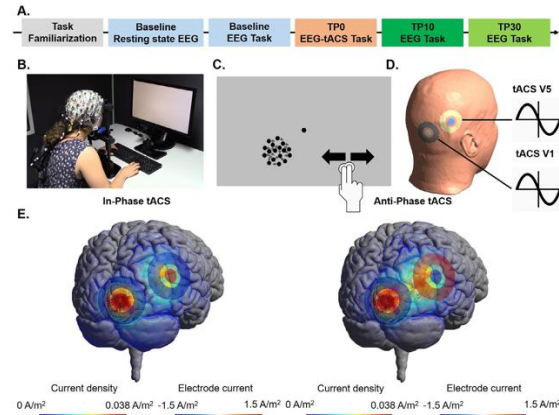 A.
Task
Familiarization
Baseline
Resting state EEG
Baseline
EEG Task
TP0
EEG-tACS Task
TP10
EEG Task
TP30
EEG Task
B.
C.
D.
tACS V5
tACS V1
In-Phase tACS
Anti-Phase tACS
E.
Current density
Electrode current
Current density
Electrode current
0 A/m²
0.038 A/m²
-1.5 A/m²
1.5 A/m²
0 A/m²
0.038 A/m²
-1.5 A/m²
1.5 A/m²